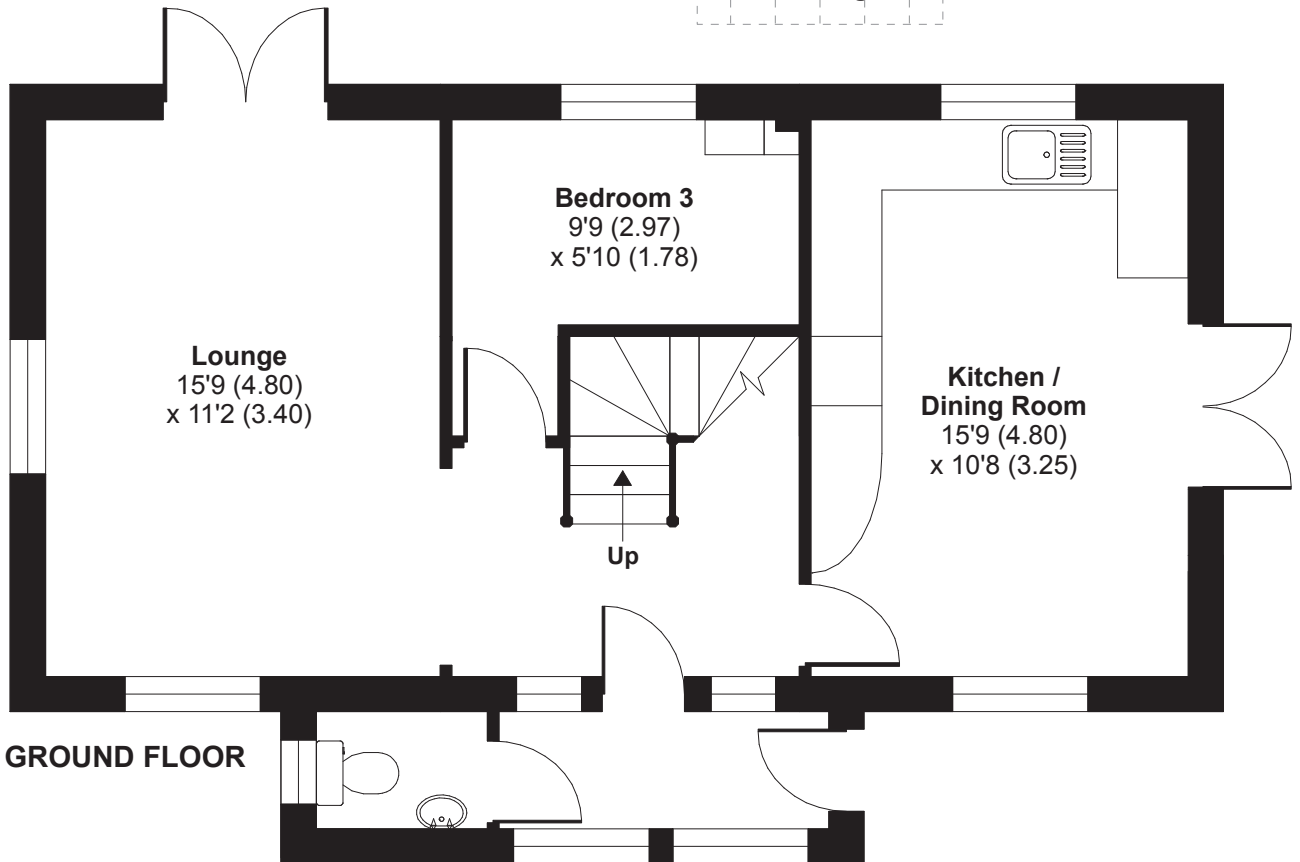 Bedroom 3
9'9 (2.97)
x 5'10 (1.78)
Lounge
15'9 (4.80)
x 11'2 (3.40)
Kitchen /
Dining Room
15'9 (4.80)
x 10'8 (3.25)
Up
GROUND FLOOR